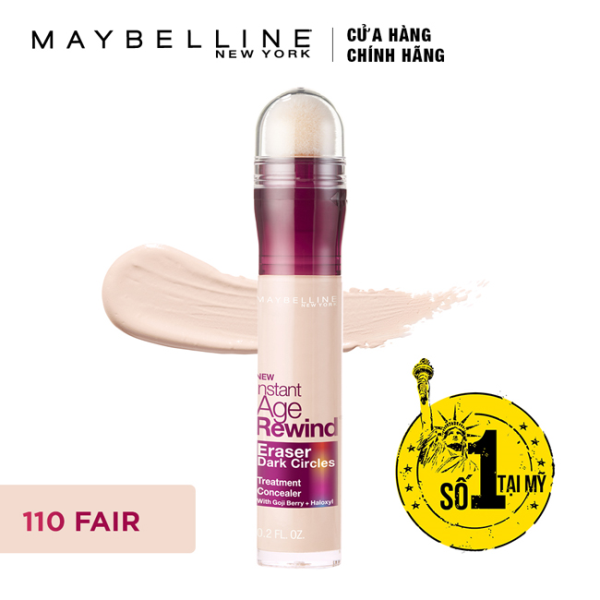 MAYBELLINE
NEW YORK
CỬA HÀNG
CHÍNH HÃNG
MAYBELLINE
NEW YORK
NEW
Instant
Age
Rewind
Eraser
Dark Circles
Treatment
Concealer
With Goji Berry + Haloxyl
0.2 FL. OZ.
110 FAIR
SỐ
1
TẠI MỸ